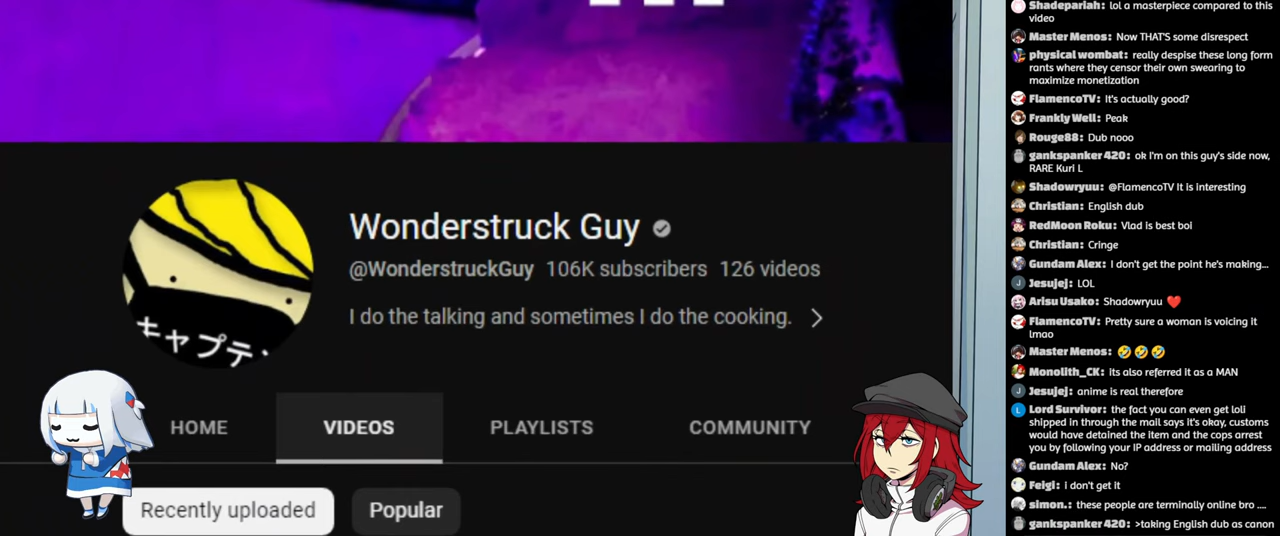 Wonderstruck Guy
@WonderstruckGuy 106K subscribers 126 videos
I do the talking and sometimes I do the cooking.
キャプテ
HOME VIDEOS PLAYLISTS COMMUNITY
Recently uploaded Popular
Shadepariah: lol a masterpiece compared to this
video
Master Menos: Now THAT'S some disrespect
physical wombat: really despise these long form
rants where they censor their own swearing to
maximize monetization
FlamencoTV: It's actually good?
Frankly Well: Peak
Rouge88: Dub nooo
gankspanker 420: ok I'm on this guy's side now,
RARE Kuri L
Shadowryuu: @FlamencoTV It is interesting
Christian: English dub
RedMoon Roku: Vlad is best boi
Christian: Cringe
Gundam Alex: I don't get the point he's making...
J Jesujej: LOL
Arisu Usako: Shadowryuu ❤️
FlamencoTV: Pretty sure a woman is voicing it
lmao
Master Menos: 🤣🤣🤣
Monolith_CK: its also referred it as a MAN
J Jesujej: anime is real therefore
L Lord Survivor: the fact you can even get loli
shipped in through the mail says it's okay, customs
would have detained the item and the cops arrest
you by following your IP address or mailing address
Gundam Alex: No?
Feigi: I don't get it
simon.: these people are terminally online bro ....
gankspanker 420: >taking English dub as canon